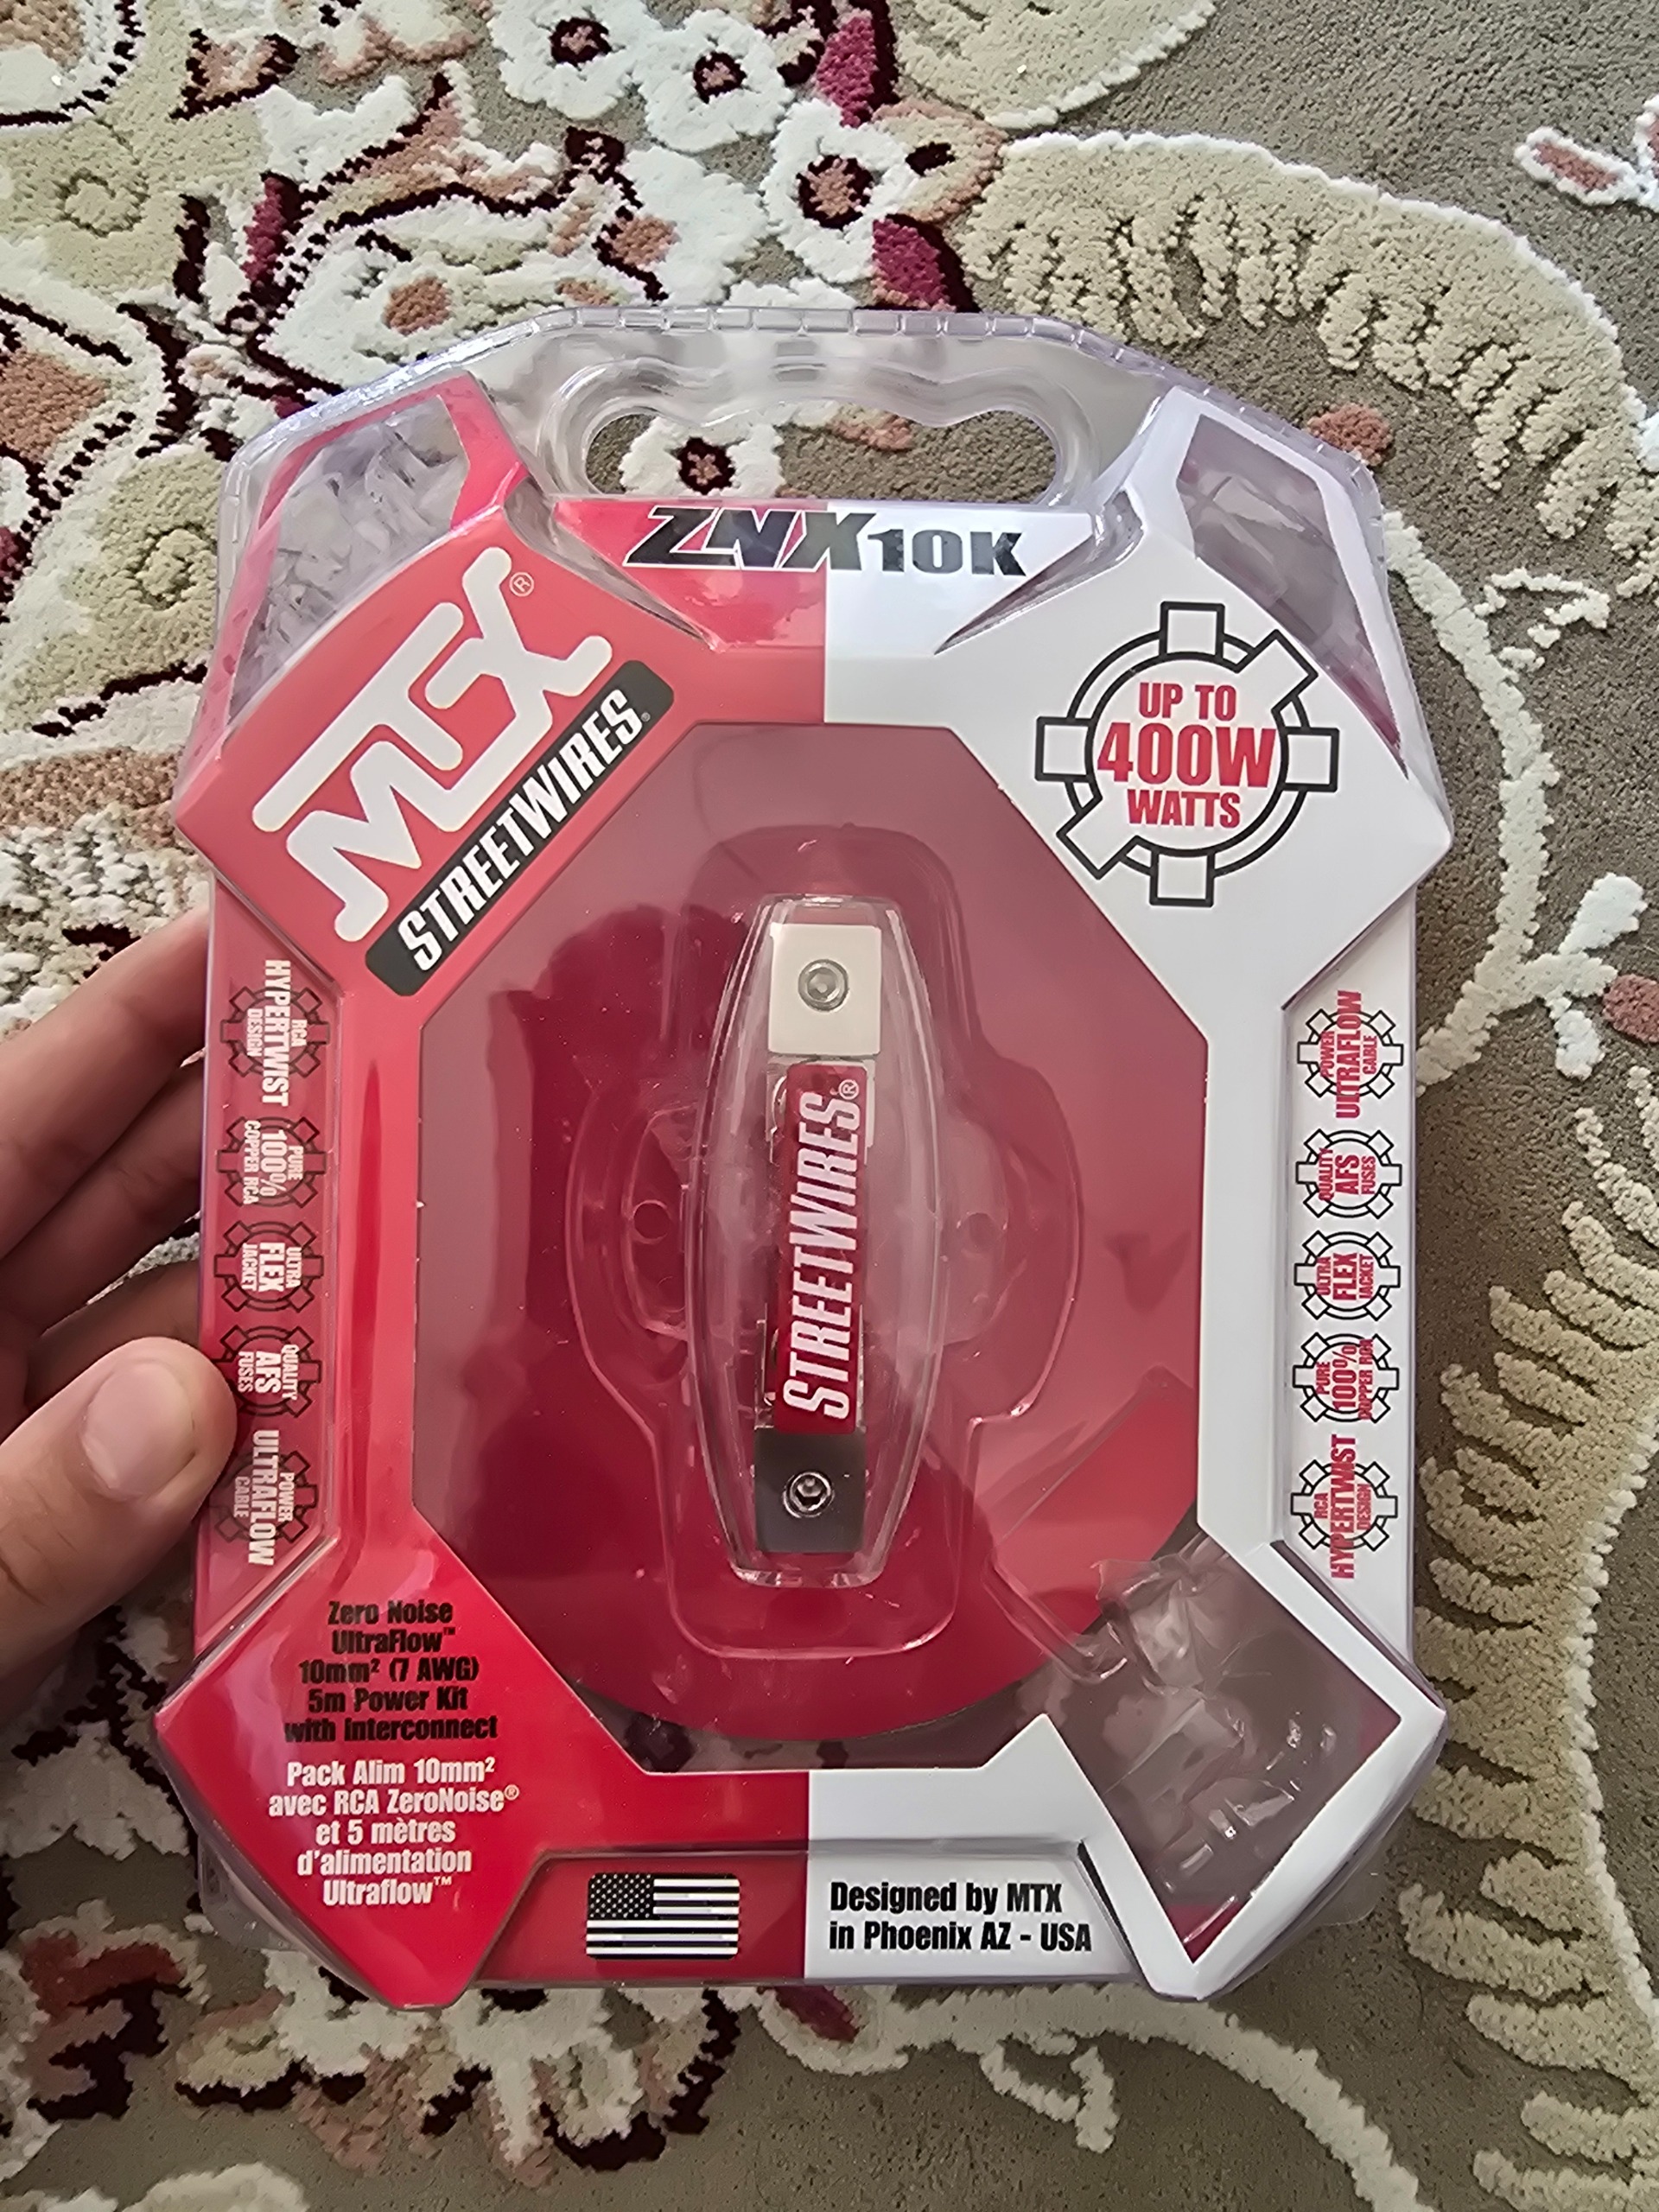 ZNX10K
MTX®
STREETWIRES®
UP TO
400W
WATTS
RCA
HYPERTWIST
DESIGN
PURE
100%
COPPER RCA
ULTRA
FLEX
JACKET
QUALITY
AFS
FUSES
POWER
ULTRAFLOW
CABLE
STREETWIRES®
POWER
ULTRAFLOW
CABLE
QUALITY
AFS
FUSES
ULTRA
FLEX
JACKET
PURE
100%
COPPER RCA
RCA
HYPERTWIST
DESIGN
Zero Noise
UltraFlow™
10mm² (7 AWG)
5m Power Kit
with Interconnect
Pack Alim 10mm²
avec RCA ZeroNoise®
et 5 mètres
d'alimentation
Ultraflow™
Designed by MTX
in Phoenix AZ - USA